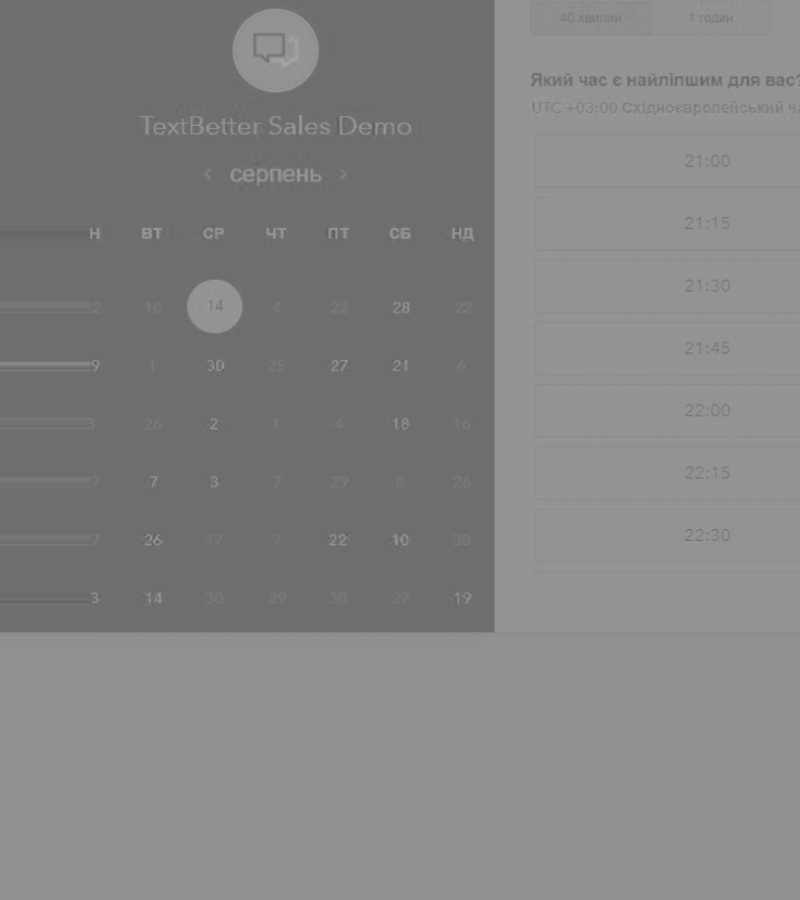 TextBetter Sales Demo
‹ серпень ›
Н ВТ СР ЧТ ПТ СБ НД
2 10 14 4 22 28 22
9 1 30 25 27 21 6
26 2 1 4 18 16
7 7 3 7 29 8 26
7 26 17 7 22 10 30
3 14 30 29 30 27 19
40 хвилин 1 годин
Який час є найліпшим для вас?
UTC +03:00 Східноєвропейський ча
21:00
21:15
21:30
21:45
22:00
22:15
22:30